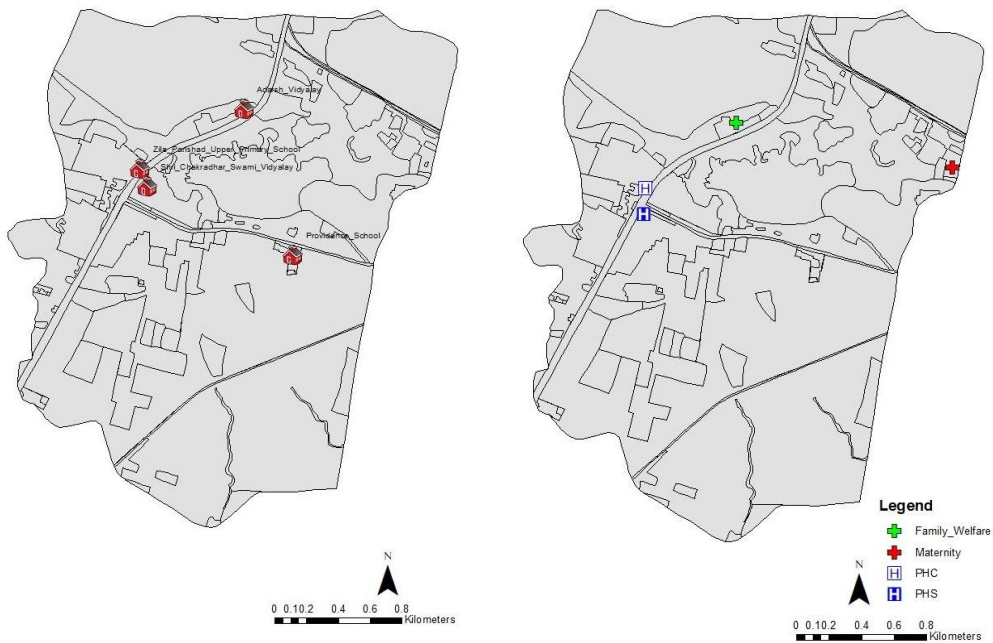 Adarsh_Vidyalay
Zila_Parishad_Upper_Primary_School
Shri_Chakradhar_Swami_Vidyalay
Providence_School
N
0 0.10.2 0.4 0.6 0.8
Kilometers
Legend
Family_Welfare
Maternity
H PHC
H PHS
H
H
N
0 0.10.2 0.4 0.6 0.8
Kilometers